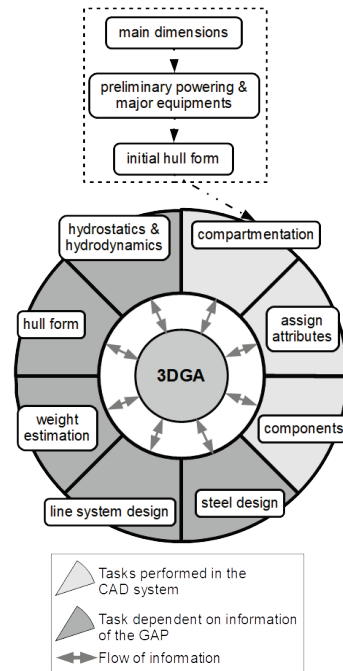 main dimensions
preliminary powering &
major equipments
initial hull form
hydrostatics &
hydrodynamics
compartmentation
hull form
assign
attributes
3DGA
weight
estimation
components
line system design
steel design
Tasks performed in the
CAD system
Task dependent on information
of the GAP
Flow of information